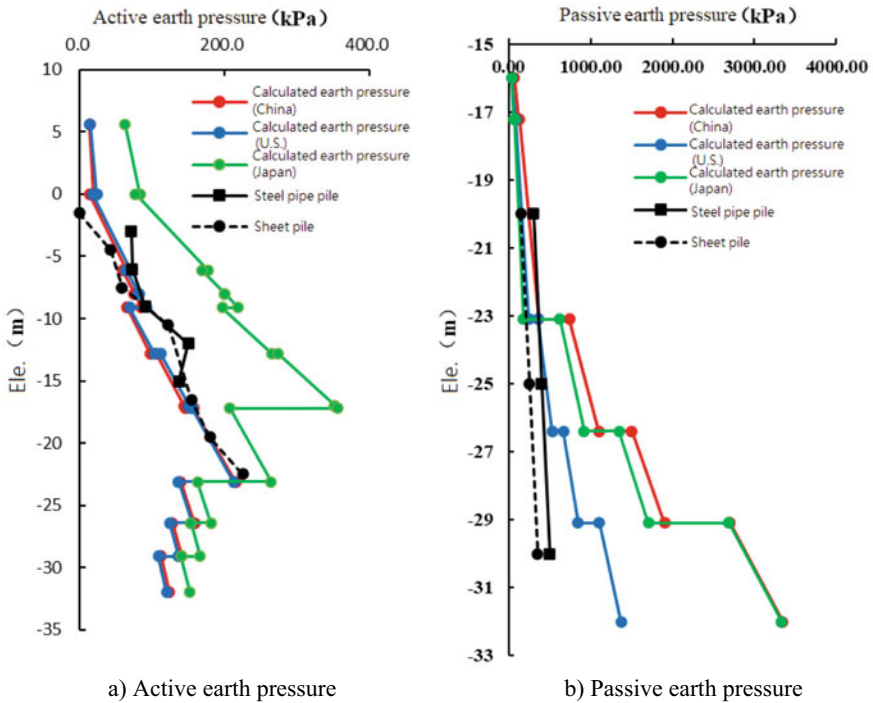 Active earth pressure（kPa）
0.0 200.0 400.0
10
5
0
-5
-10
-15
-20
-25
-30
-35
Ele.（m）
Calculated earth pressure
(China)
Calculated earth pressure
(U.S.)
Calculated earth pressure
(Japan)
Steel pipe pile
Sheet pile
a) Active earth pressure
Passive earth pressure（kPa）
0.00 1000.00 2000.00 3000.00 4000.00
-15
-17
-19
-21
-23
-25
-27
-29
-31
-33
Ele.（m）
Calculated earth pressure
(China)
Calculated earth pressure
(U.S.)
Calculated earth pressure
(Japan)
Steel pipe pile
Sheet pile
b) Passive earth pressure